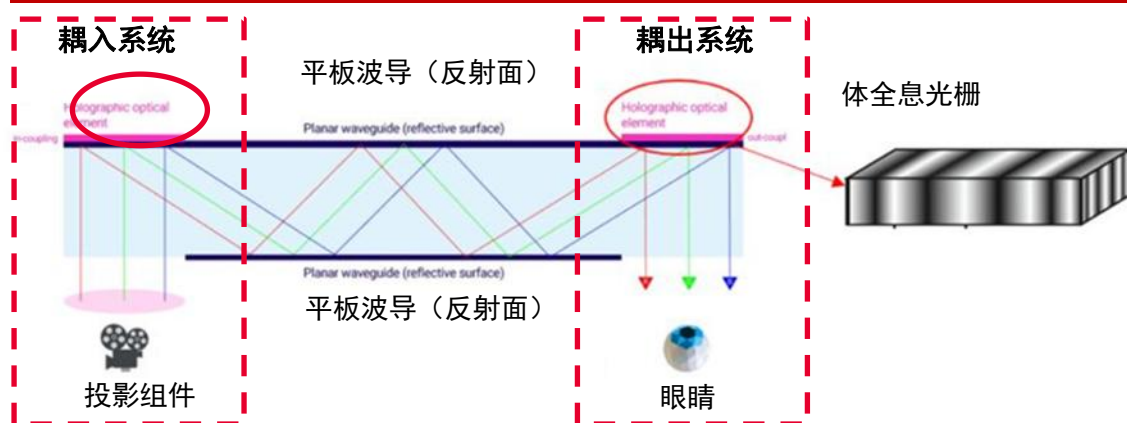 耦入系统
耦出系统
平板波导（反射面）
体全息光栅
Holographic optical
element
Holographic optical
element
in-coupling
Planar waveguide (reflective surface)
out-coupl
Planar waveguide (reflective surface)
平板波导（反射面）
投影组件
眼睛